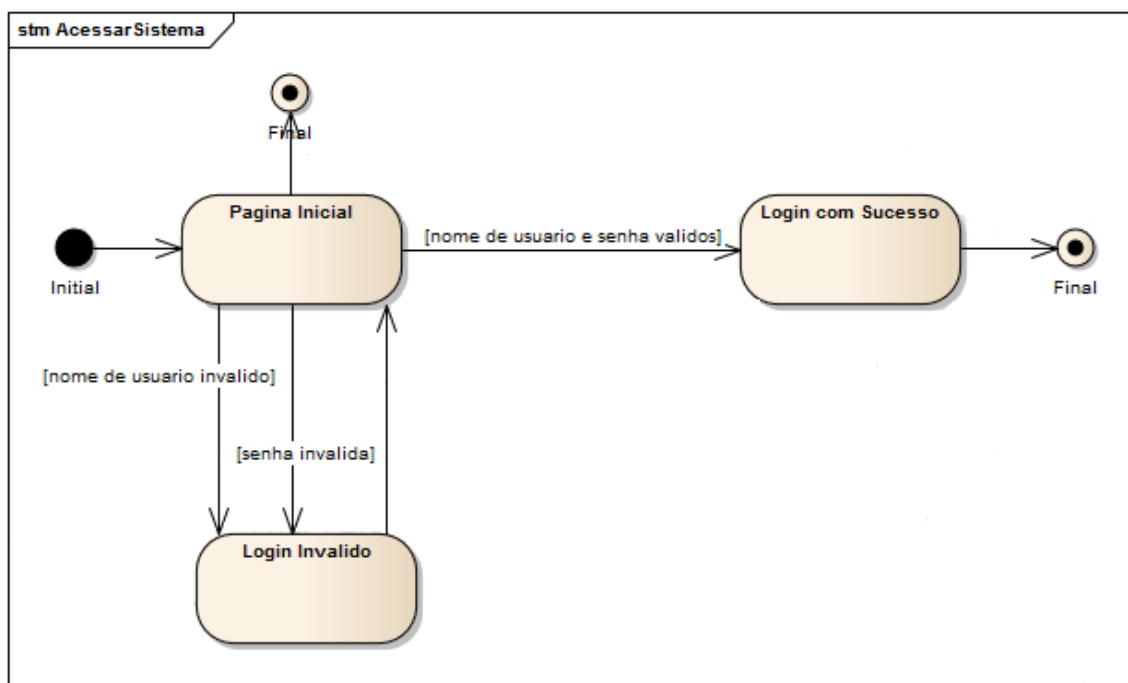 stm AcessarSistema
Final
Pagina Inicial
Login com Sucesso
[nome de usuario e senha validos]
Initial
Final
[nome de usuario invalido]
[senha invalida]
Login Invalido